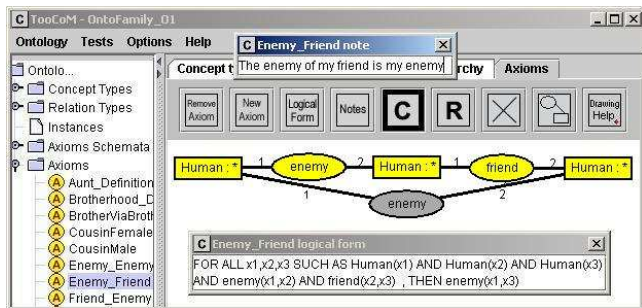 C TooCoM - OntoFamily_01
Ontology Tests Options Help
C Enemy_Friend note
The enemy of my friend is my enemy
Ontolo...
Concept Types
Relation Types
Instances
Axioms Schemata
Axioms
A Aunt_Definition
A Brotherhood_D
A BrotherViaBroth
A CousinFemale
A CousinMale
A Enemy_Enemy
A Enemy_Friend
A Friend_Enemy
Concept t
rarchy
Axioms
Remove Axiom
New Axiom
Logical Form
Notes
C
R
Drawing Help
Human : *
1
enemy
2
Human : *
1
friend
2
Human : *
1
enemy
2
C Enemy_Friend logical form
FOR ALL x1,x2,x3 SUCH AS Human(x1) AND Human(x2) AND Human(x3)
AND enemy(x1,x2) AND friend(x2,x3) , THEN enemy(x1,x3)